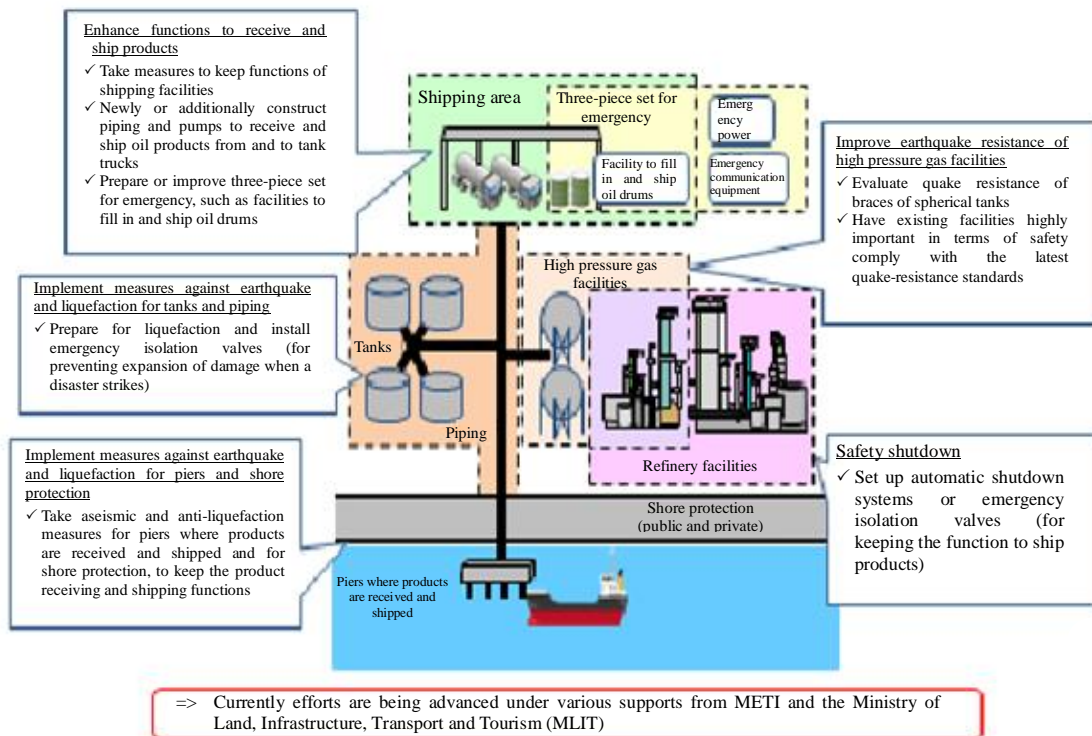 Enhance functions to receive and
ship products
✓ Take measures to keep functions of
shipping facilities
✓ Newly or additionally construct
piping and pumps to receive and
ship oil products from and to tank
trucks
✓ Prepare or improve three-piece set
for emergency, such as facilities to
fill in and ship oil drums
Shipping area
Three-piece set for
emergency
Emerg
ency
power
Facility to fill
in and ship
oil drums
Emergency
communication
equipment
Improve earthquake resistance of
high pressure gas facilities
✓ Evaluate quake resistance of
braces of spherical tanks
✓ Have existing facilities highly
important in terms of safety
comply with the latest
quake-resistance standards
Implement measures against earthquake
and liquefaction for tanks and piping
✓ Prepare for liquefaction and install
emergency isolation valves (for
preventing expansion of damage when a
disaster strikes)
High pressure gas
facilities
Tanks
Piping
Refinery facilities
Implement measures against earthquake
and liquefaction for piers and shore
protection
✓ Take aseismic and anti-liquefaction
measures for piers where products
are received and shipped and for
shore protection, to keep the product
receiving and shipping functions
Safety shutdown
✓ Set up automatic shutdown
systems or emergency
isolation valves (for
keeping the function to ship
products)
Shore protection
(public and private)
Piers where products
are received and
shipped
=> Currently efforts are being advanced under various supports from METI and the Ministry of
Land, Infrastructure, Transport and Tourism (MLIT)